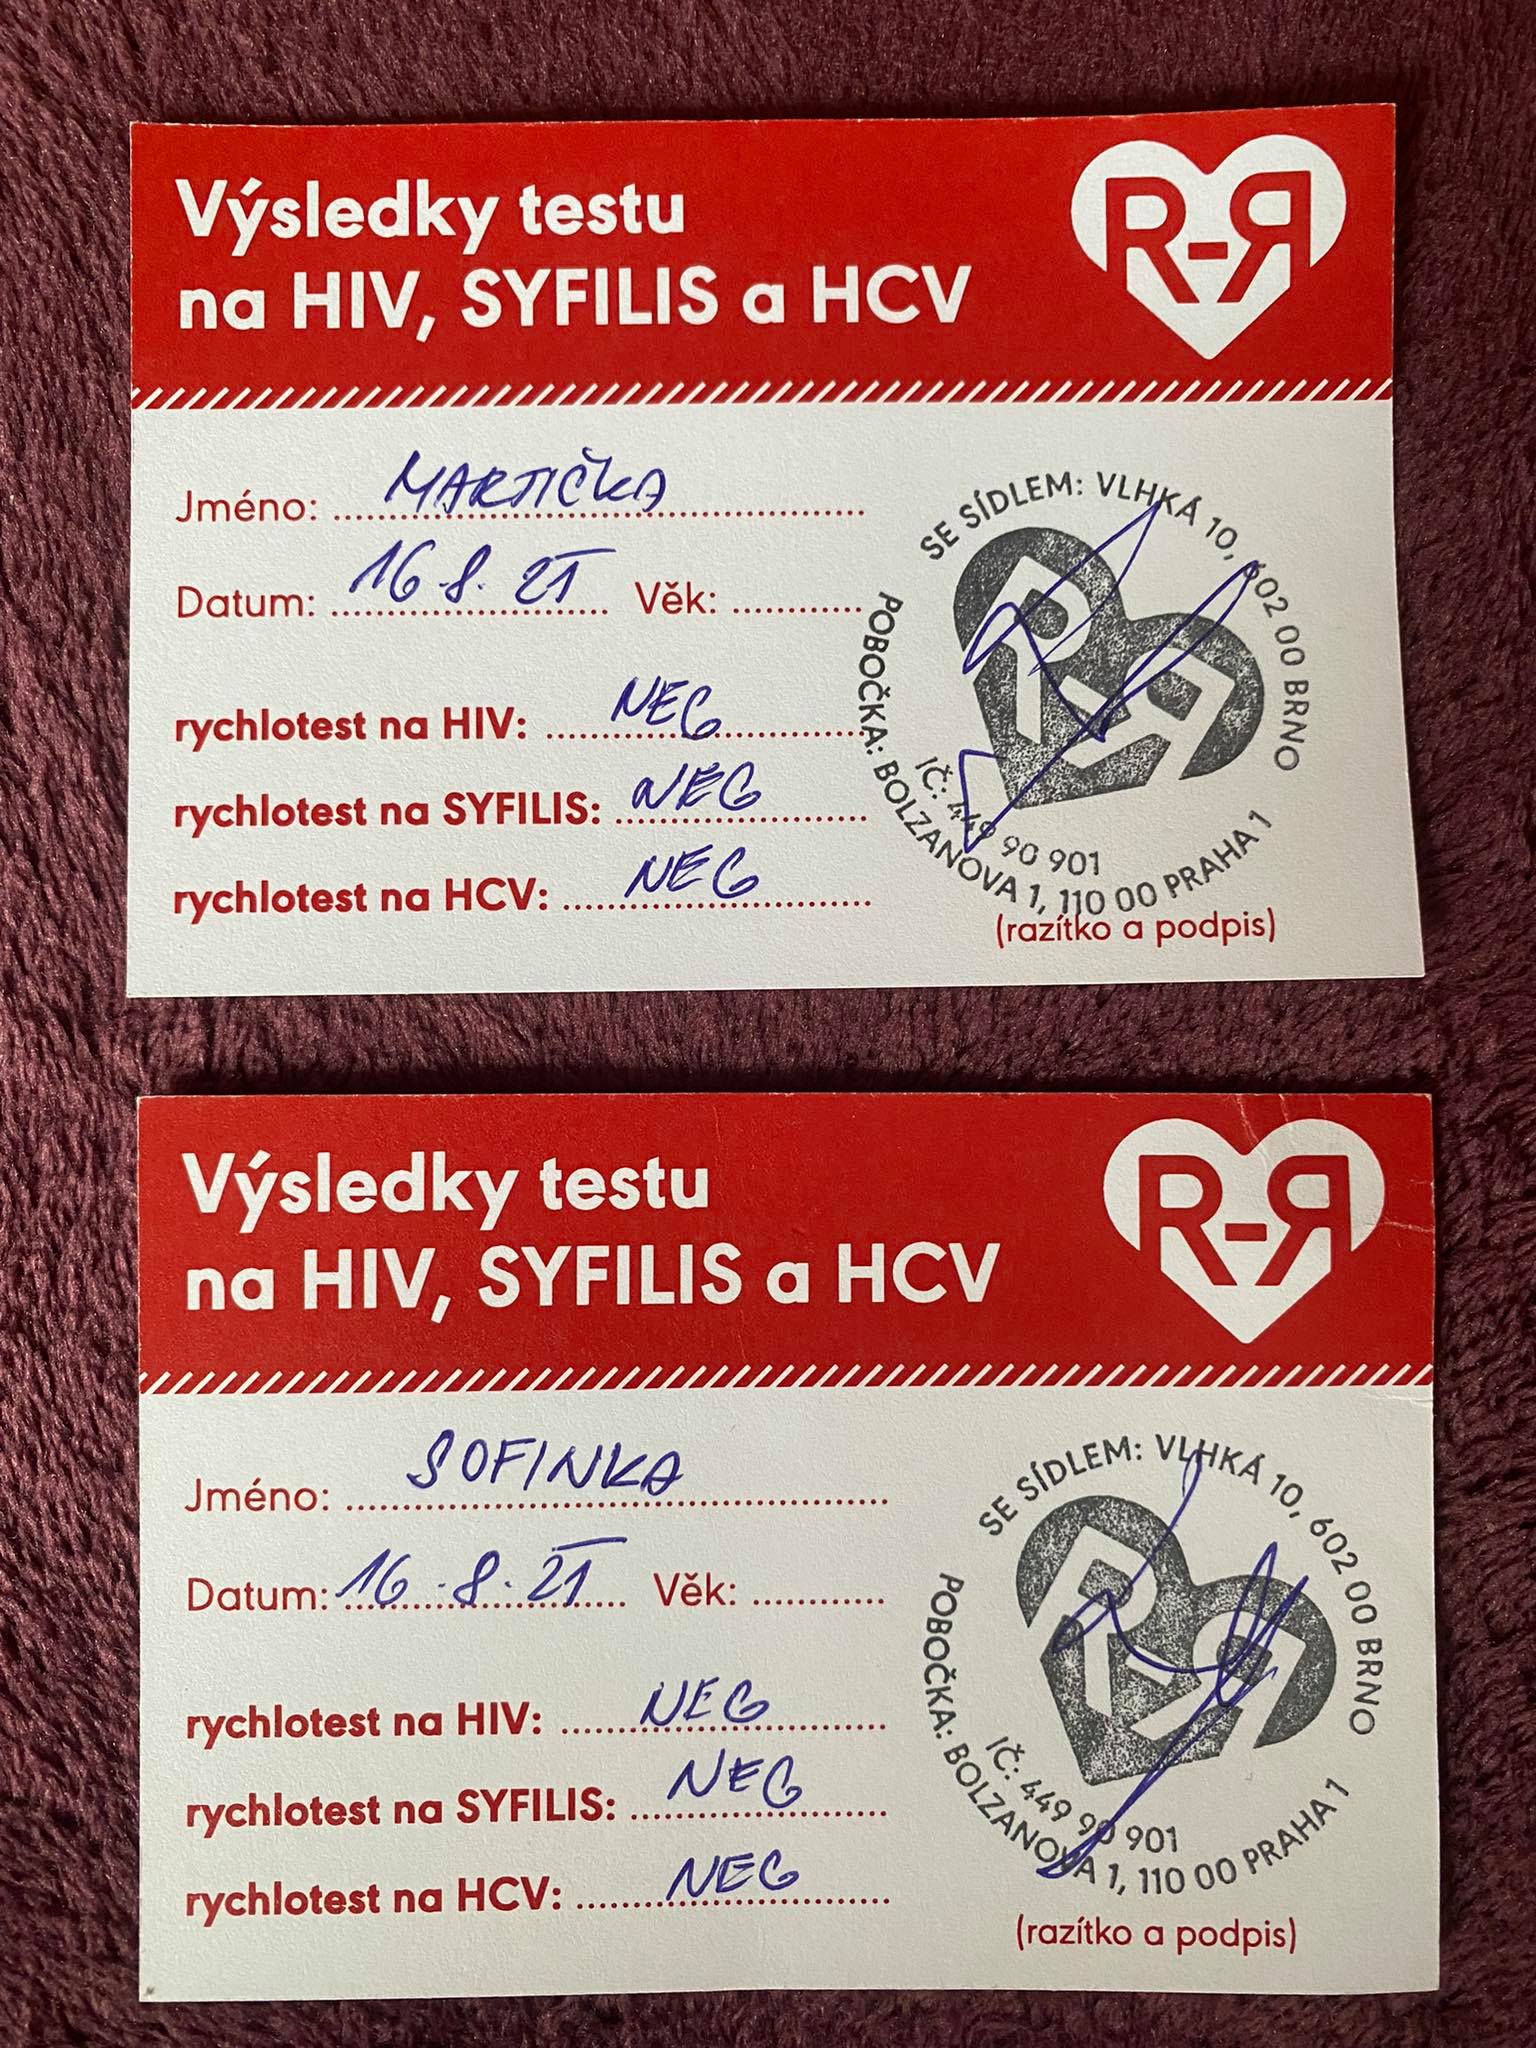 Výsledky testu
na HIV, SYFILIS a HCV
R-R
Jméno: MARTIČKA
Datum: 16.8.21 Věk:
rychlotest na HIV: NEG
rychlotest na SYFILIS: NEG
rychlotest na HCV: NEG
SE SÍDLEM: VLHKÁ 10, 602 00 BRNO
POBOČKA: BOLZANOVA 1, 110 00 PRAHA 1
IČ: 449 90 901
R-R
(razítko a podpis)
Výsledky testu
na HIV, SYFILIS a HCV
R-R
Jméno: SOFINKA
Datum: 16.8.21 Věk:
rychlotest na HIV: NEG
rychlotest na SYFILIS: NEG
rychlotest na HCV: NEG
SE SÍDLEM: VLHKÁ 10, 602 00 BRNO
POBOČKA: BOLZANOVA 1, 110 00 PRAHA 1
IČ: 449 90 901
R-R
(razítko a podpis)